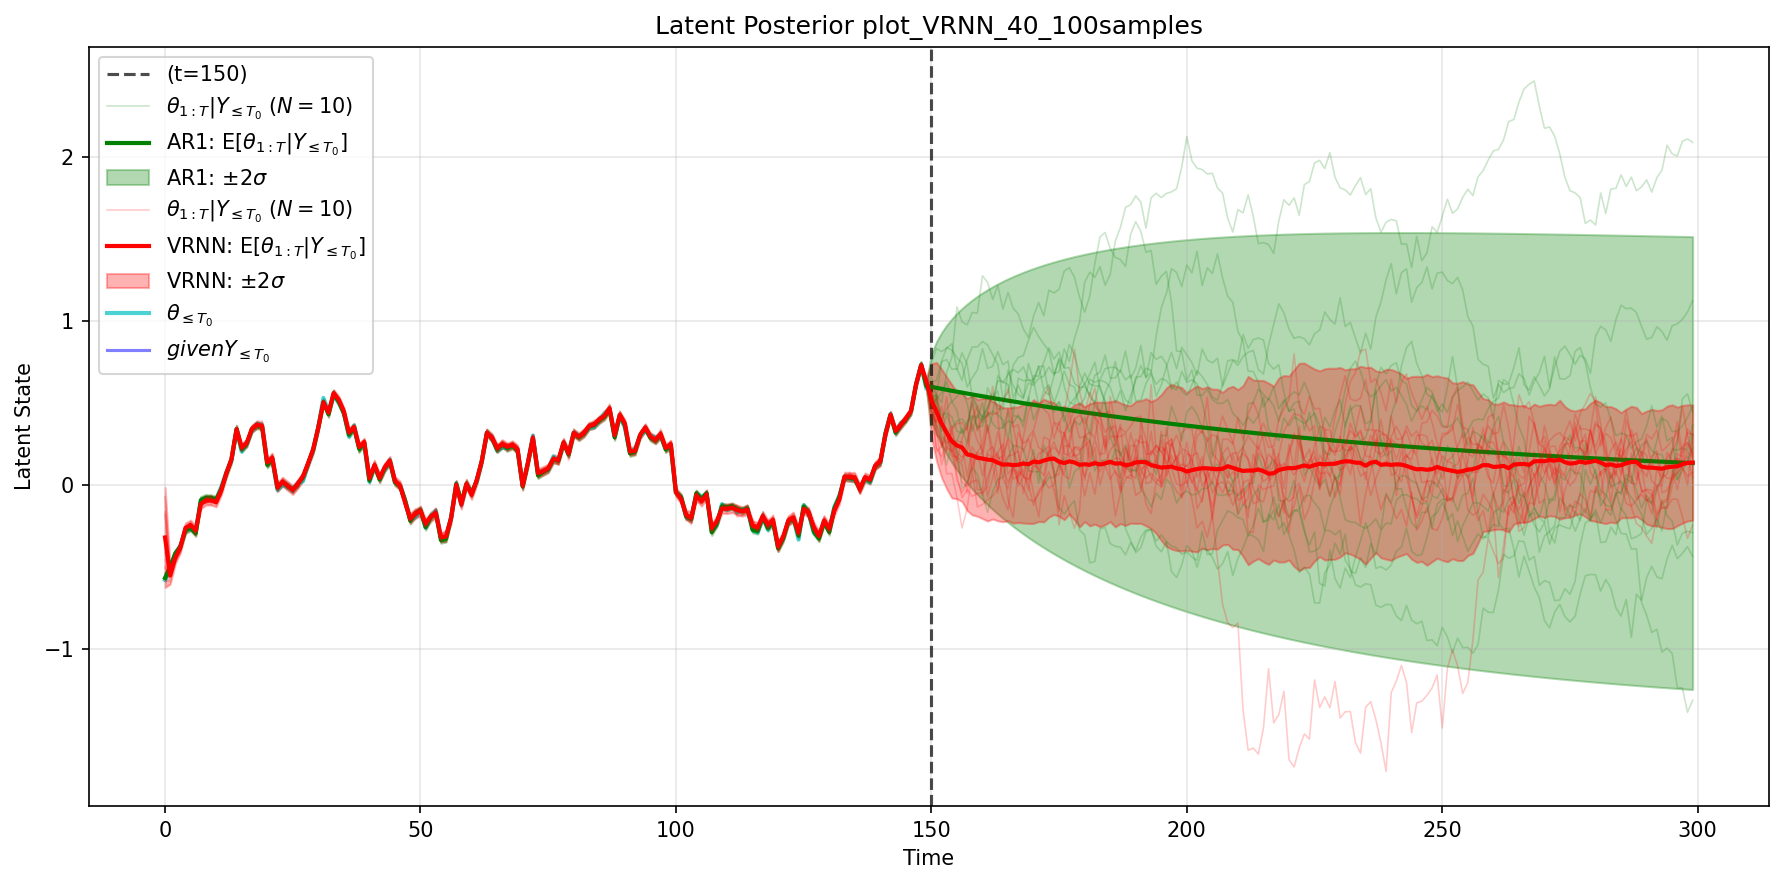 Latent Posterior plot_VRNN_40_100samples
(t=150)
θ₁:T|Y≤T₀ (N = 10)
AR1: E[θ₁:T|Y≤T₀]
AR1: ±2σ
θ₁:T|Y≤T₀ (N = 10)
VRNN: E[θ₁:T|Y≤T₀]
VRNN: ±2σ
θ≤T₀
givenY≤T₀
Latent State
2
1
0
−1
0 50 100 150 200 250 300
Time